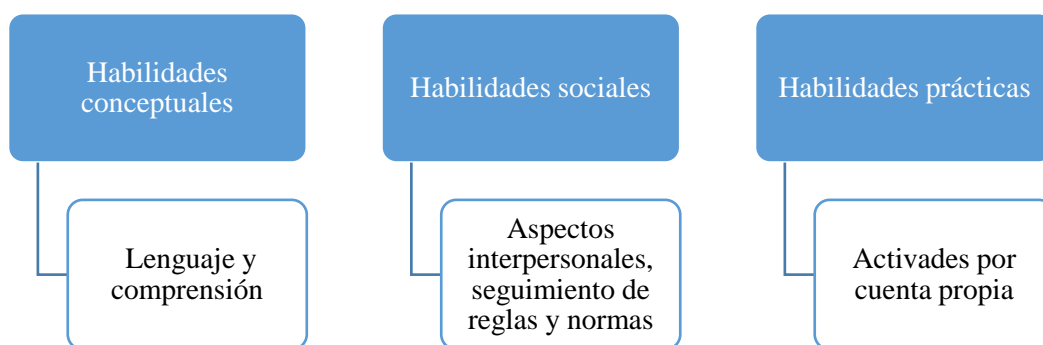 Habilidades
conceptuales
Lenguaje y
comprensión
Habilidades sociales
Aspectos
interpersonales,
seguimiento de
reglas y normas
Habilidades prácticas
Activades por
cuenta propia